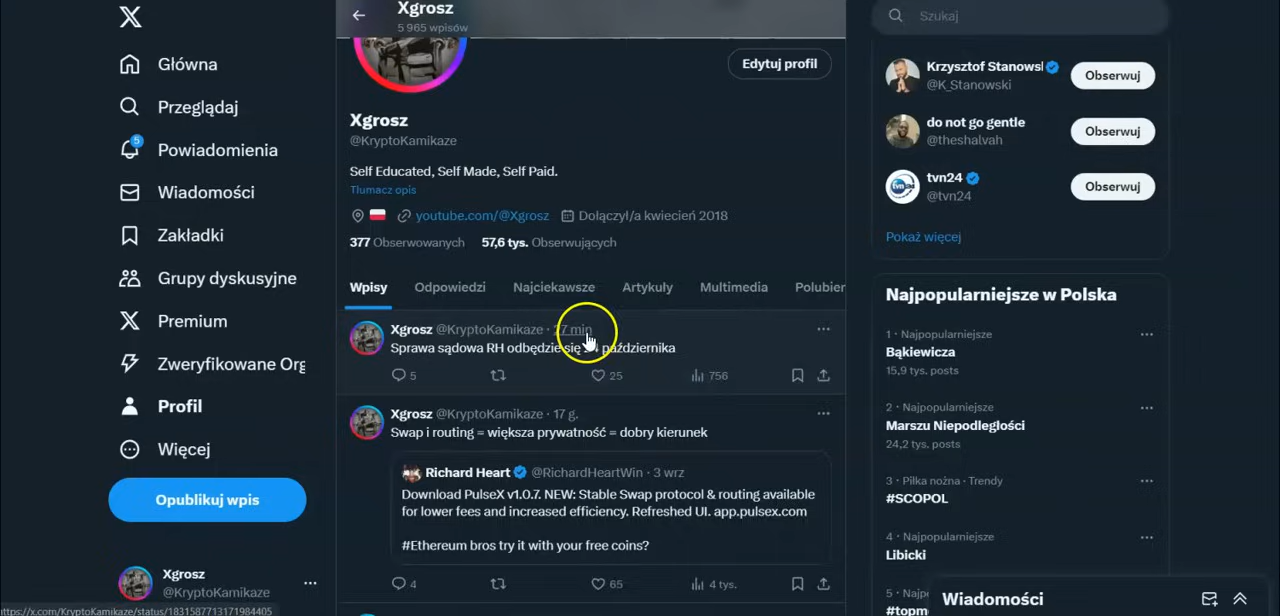 Główna
Przeglądaj
5
Powiadomienia
Wiadomości
Zakładki
Grupy dyskusyjne
Premium
Zweryfikowane Org
Profil
Więcej
Opublikuj wpis
Xgrosz
@KryptoKamikaze
ttps://x.com/KryptoKamikaze/status/1831587713171984405
Xgrosz
5 965 wpisów
Edytuj profil
Xgrosz
@KryptoKamikaze
Self Educated, Self Made, Self Paid.
Tłumacz opis
youtube.com/@Xgrosz Dołączył/a kwiecień 2018
377 Obserwowanych 57,6 tys. Obserwujących
Wpisy Odpowiedzi Najciekawsze Artykuły Multimedia Polubier
Xgrosz @KryptoKamikaze · 27 min
Sprawa sądowa RH odbędzie się października
5 25 756
Xgrosz @KryptoKamikaze · 17 g.
Swap i routing = większa prywatność = dobry kierunek
Richard Heart @RichardHeartWin · 3 wrz
Download PulseX v1.0.7. NEW: Stable Swap protocol & routing available
for lower fees and increased efficiency. Refreshed UI. app.pulsex.com
#Ethereum bros try it with your free coins?
4 65 4 tys.
Szukaj
Krzysztof Stanowsl
@K_Stanowski
Obserwuj
do not go gentle
@theshalvah
Obserwuj
tvn24
@tvn24
Obserwuj
Pokaż więcej
Najpopularniejsze w Polska
1 · Najpopularniejsze
Bąkiewicza
15,9 tys. posts
2 · Najpopularniejsze
Marszu Niepodległości
24,2 tys. posts
3 · Piłka nożna · Trendy
#SCOPOL
4 · Najpopularniejsze
Libicki
5 · Najpo
#topm
Wiadomości